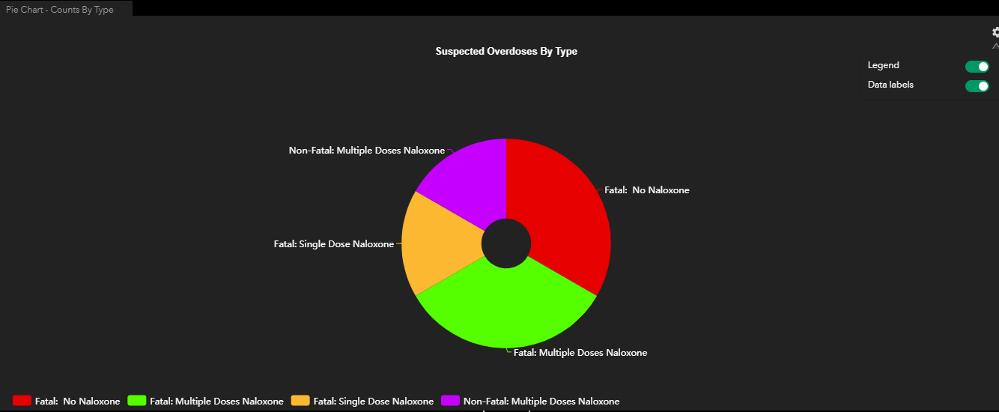 Pie Chart - Counts By Type
Suspected Overdoses By Type
Legend
Data labels
Non-Fatal: Multiple Doses Naloxone
Fatal:  No Naloxone
Fatal: Single Dose Naloxone
Fatal: Multiple Doses Naloxone
Fatal:  No Naloxone Fatal: Multiple Doses Naloxone Fatal: Single Dose Naloxone Non-Fatal: Multiple Doses Naloxone